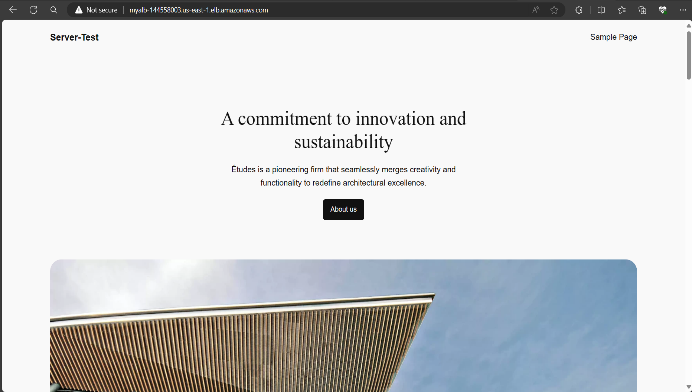 Not secure
myalb-144558003.us-east-1.elb.amazonaws.com
Server-Test
Sample Page
A commitment to innovation and
sustainability
Études is a pioneering firm that seamlessly merges creativity and
functionality to redefine architectural excellence.
About us